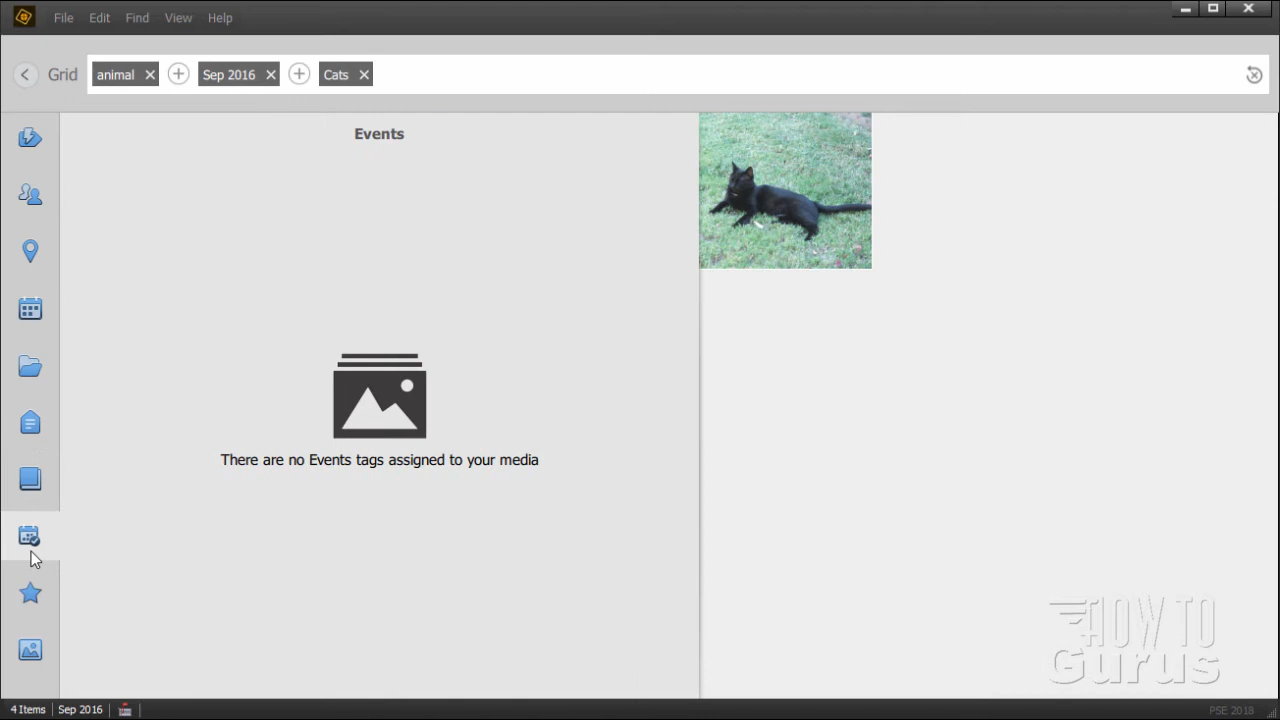 File Edit Find View Help
Grid animal Sep 2016 Cats
Events
There are no Events tags assigned to your media
HOW TO
Gurus
4 Items Sep 2016 PSE 2018